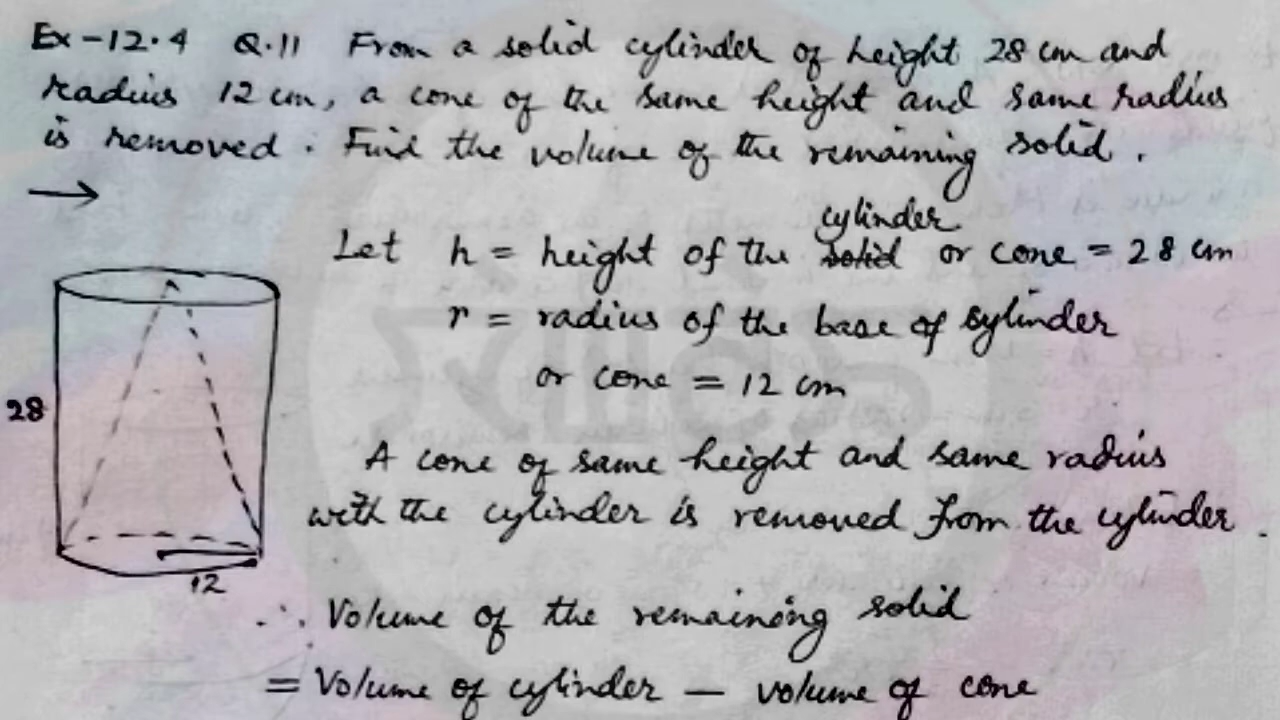 Ex-12.4 Q.11 From a solid cylinder of height 28 cm and
radius 12 cm, a cone of the same height and same radius
is removed. Find the volume of the remaining solid.
→
cylinder
Let h = height of the solid or cone = 28 cm
r = radius of the base of cylinder
or cone = 12 cm
28
A cone of same height and same radius
with the cylinder is removed from the cylinder.
12
∴ Volume of the remaining solid
= Volume of cylinder — volume of cone